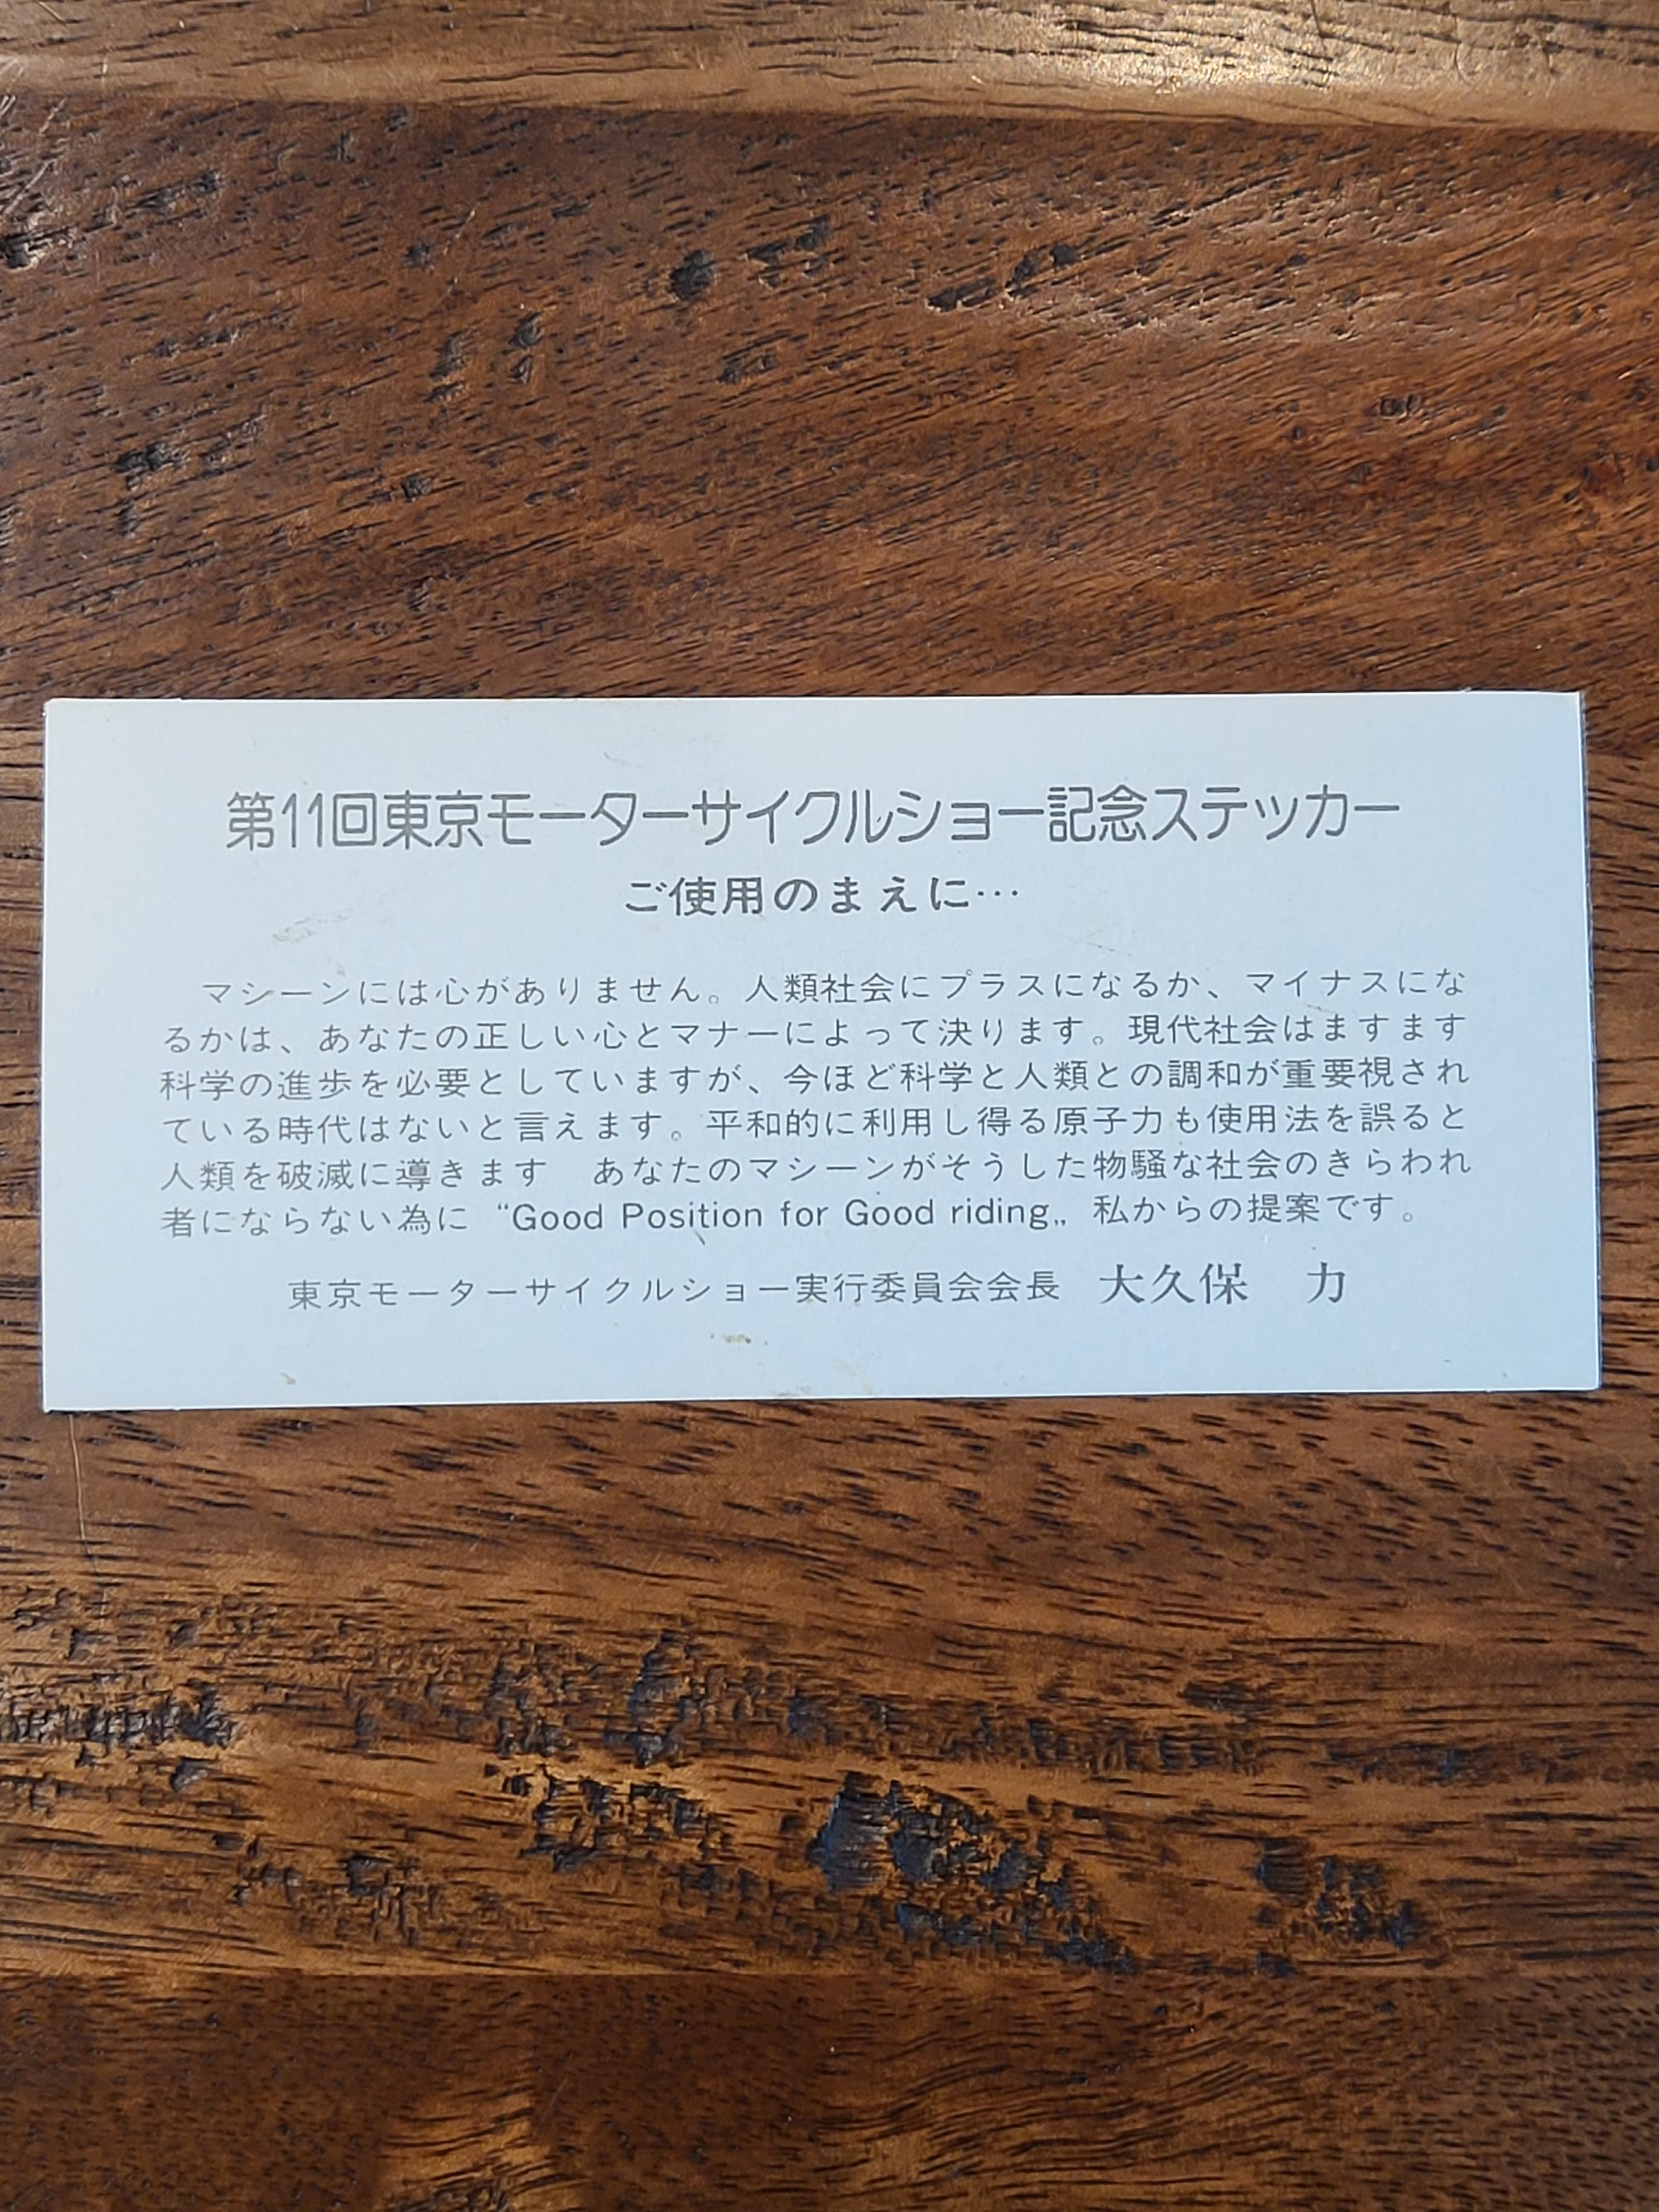 第11回東京モーターサイクルショー記念ステッカー
ご使用のまえに…
マシーンには心がありません。人類社会にプラスになるか、マイナスにな
るかは、あなたの正しい心とマナーによって決ります。現代社会はますます
科学の進歩を必要としていますが、今ほど科学と人類との調和が重要視され
ている時代はないと言えます。平和的に利用し得る原子力も使用法を誤ると
人類を破滅に導きます　あなたのマシーンがそうした物騒な社会のきらわれ
者にならない為に “Good Position for Good riding„ 私からの提案です。
東京モーターサイクルショー実行委員会会長　大久保　力